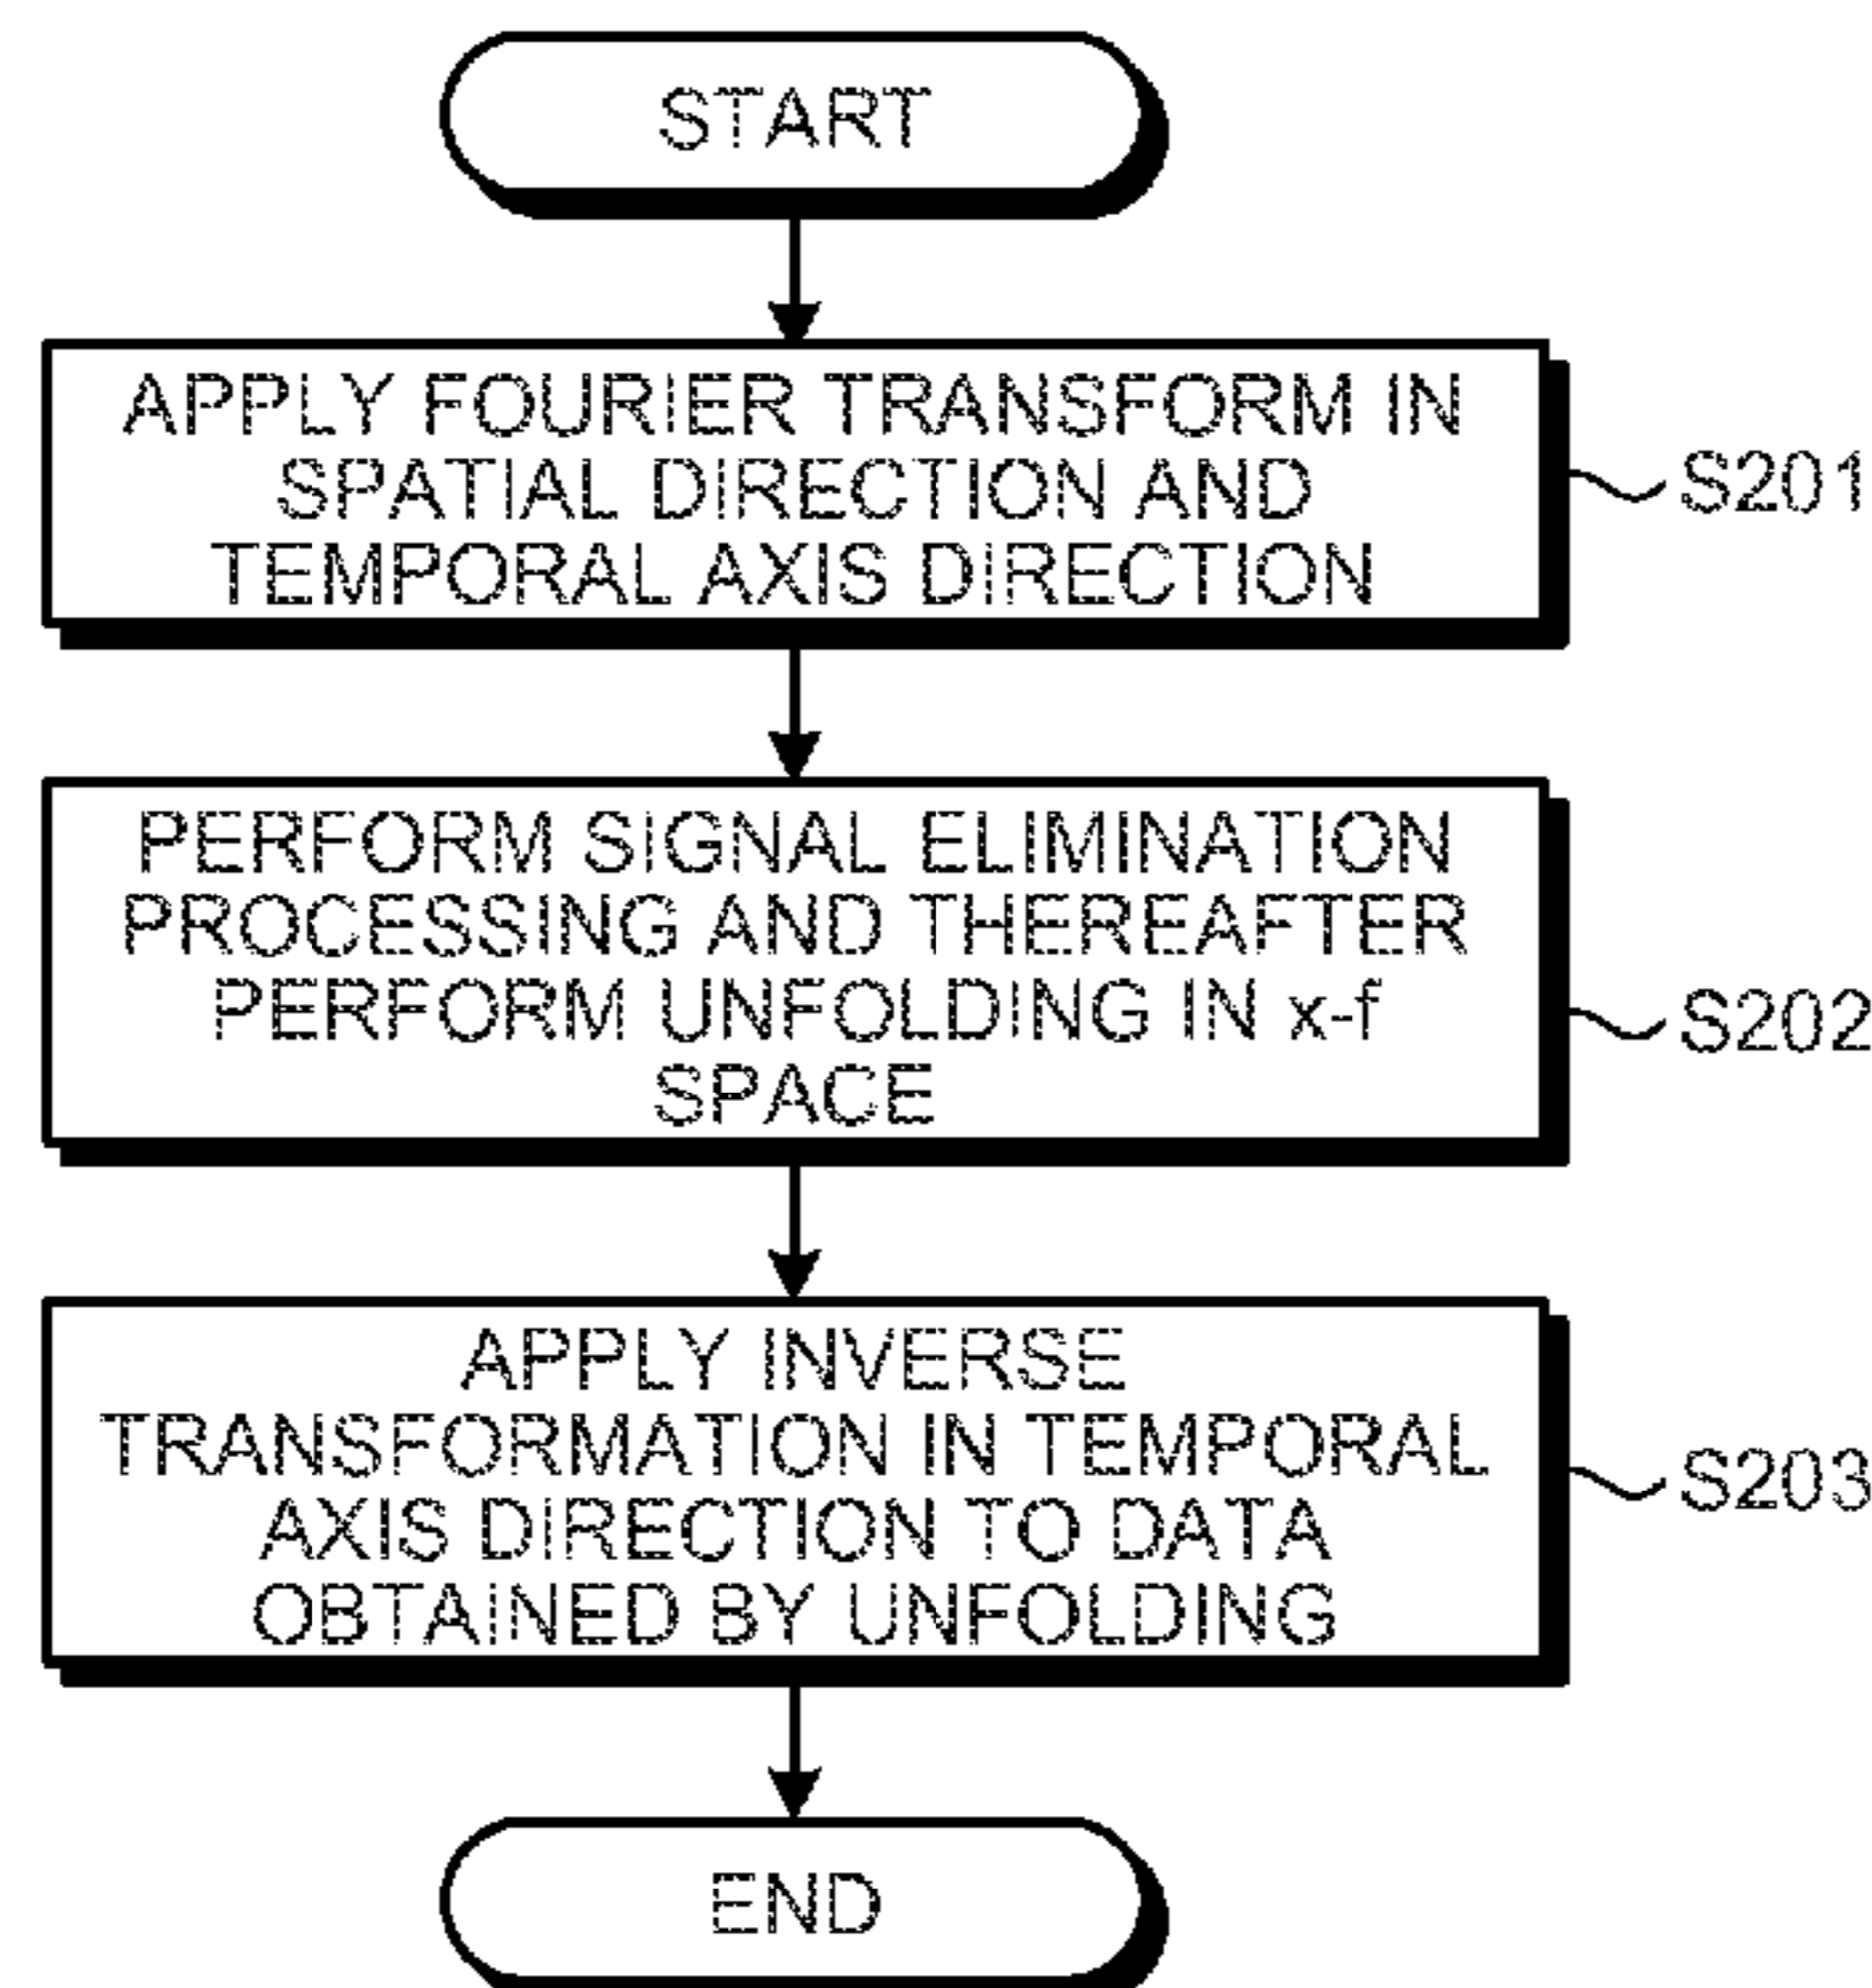 START
APPLY FOURIER TRANSFORM IN
SPATIAL DIRECTION AND
TEMPORAL AXIS DIRECTION
S201
PERFORM SIGNAL ELIMINATION
PROCESSING AND THEREAFTER
PERFORM UNFOLDING IN x-f
SPACE
S202
APPLY INVERSE
TRANSFORMATION IN TEMPORAL
AXIS DIRECTION TO DATA
OBTAINED BY UNFOLDING
S203
END